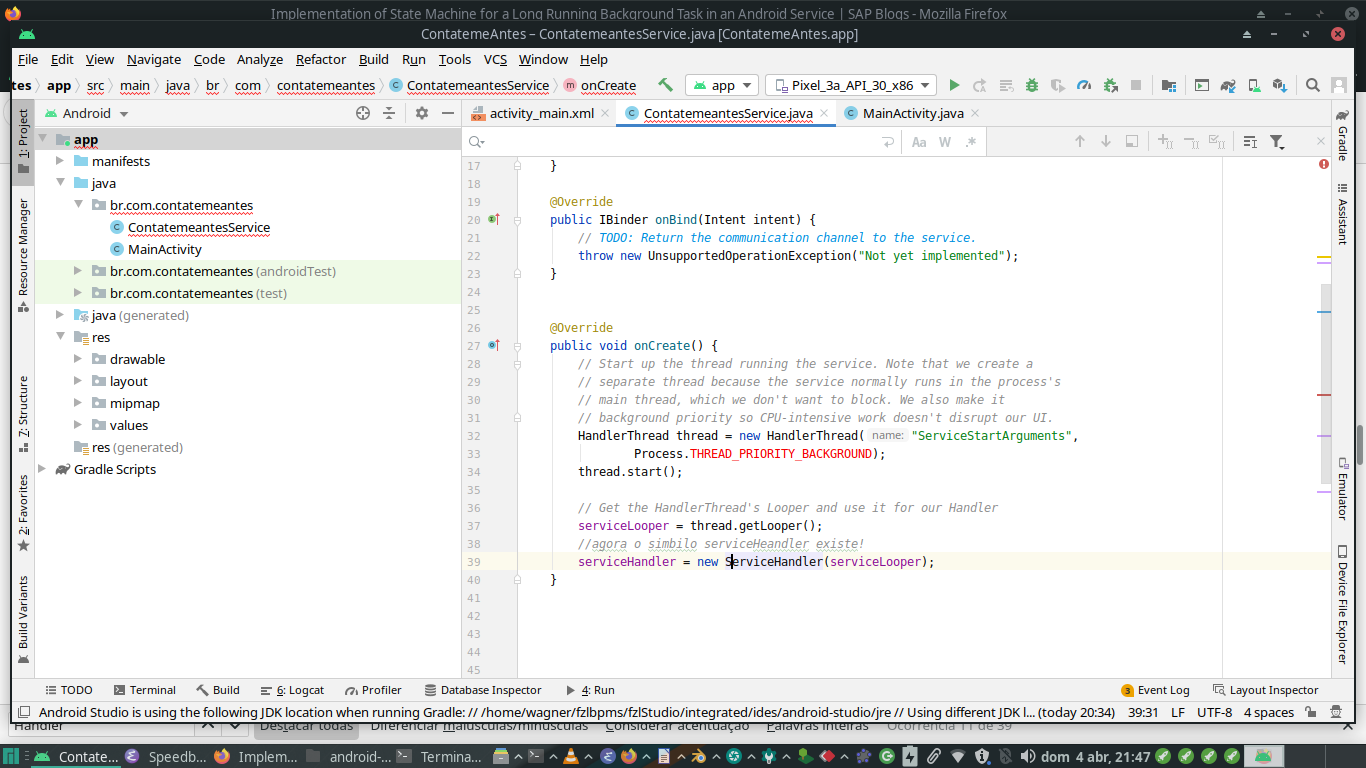 Implementation of State Machine for a Long Running Background Task in an Android Service | SAP Blogs - Mozilla Firefox
ContatemeAntes – ContatemeantesService.java [ContatemeAntes.app]
File Edit View Navigate Code Analyze Refactor Build Run Tools VCS Window Help
tes app src main java br com contatemeantes ContatemeantesService onCreate app Pixel_3a_API_30_x86
Android
activity_main.xml ContatemeantesService.java MainActivity.java
Aa W .*
1: Project
Resource Manager
7: Structure
2: Favorites
Build Variants
app
manifests
java
br.com.contatemeantes
ContatemeantesService
MainActivity
br.com.contatemeantes (androidTest)
br.com.contatemeantes (test)
java (generated)
res
drawable
layout
mipmap
values
res (generated)
Gradle Scripts
17 }
18
19 @Override
20 public IBinder onBind(Intent intent) {
21 // TODO: Return the communication channel to the service.
22 throw new UnsupportedOperationException("Not yet implemented");
23 }
24
25
26 @Override
27 public void onCreate() {
28 // Start up the thread running the service. Note that we create a
29 // separate thread because the service normally runs in the process's
30 // main thread, which we don't want to block. We also make it
31 // background priority so CPU-intensive work doesn't disrupt our UI.
32 HandlerThread thread = new HandlerThread( name: "ServiceStartArguments",
33 Process.THREAD_PRIORITY_BACKGROUND);
34 thread.start();
35
36 // Get the HandlerThread's Looper and use it for our Handler
37 serviceLooper = thread.getLooper();
38 //agora o simbilo serviceHeandler existe!
39 serviceHandler = new ServiceHandler(serviceLooper);
40 }
41
42
43
44
45
Gradle
Assistant
Emulator
Device File Explorer
TODO Terminal Build 6: Logcat Profiler Database Inspector 4: Run 3 Event Log Layout Inspector
Android Studio is using the following JDK location when running Gradle: // /home/wagner/fzlbpms/fzlStudio/integrated/ides/android-studio/jre // Using different JDK l... (today 20:34) 39:31 LF UTF-8 4 spaces
Handler Destacar todas Diferenciar maiúsculas/minúsculas Considerar acentuação Palavras inteiras Ocorrência 11 de 39
Contate... Speedb... Implem... android-... Termina... dom 4 abr, 21:47